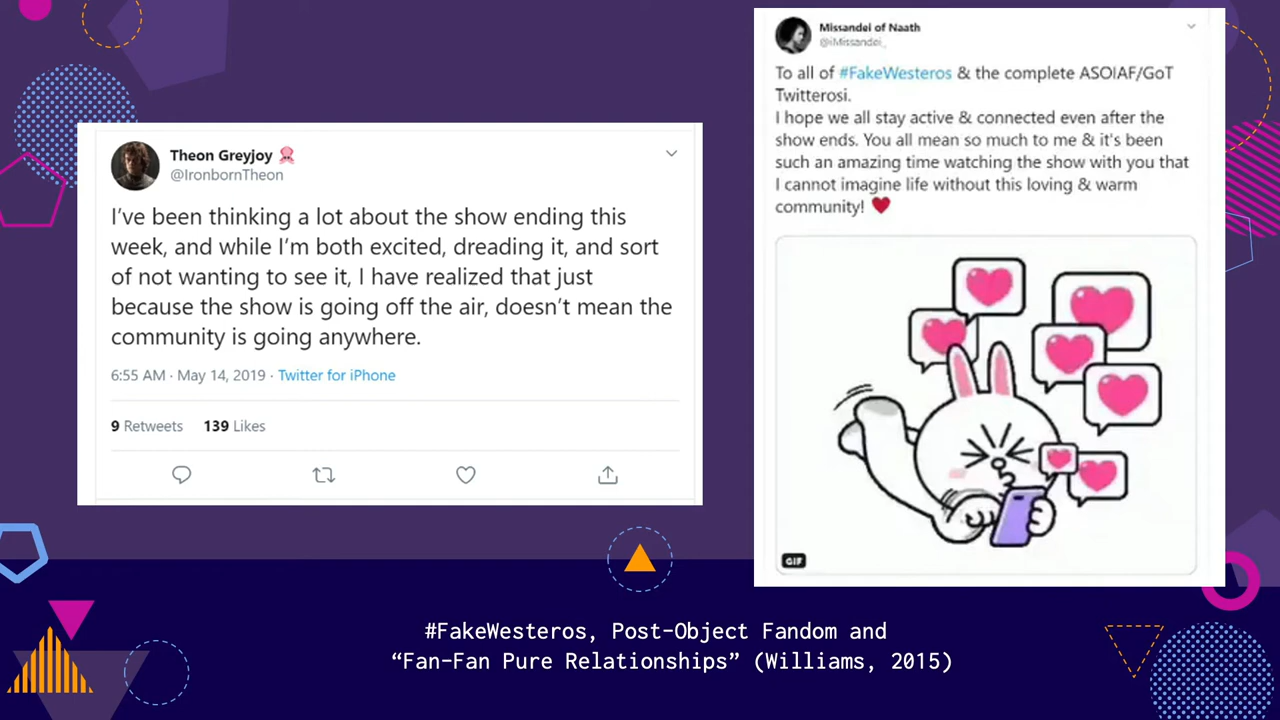 Theon Greyjoy
@IronbornTheon
I've been thinking a lot about the show ending this
week, and while I'm both excited, dreading it, and sort
of not wanting to see it, I have realized that just
because the show is going off the air, doesn't mean the
community is going anywhere.
6:55 AM · May 14, 2019 · Twitter for iPhone
9 Retweets 139 Likes
Missandei of Naath
@iMissandei_
To all of #FakeWesteros & the complete ASOIAF/GoT
Twitterosi.
I hope we all stay active & connected even after the
show ends. You all mean so much to me & it's been
such an amazing time watching the show with you that
I cannot imagine life without this loving & warm
community! ❤
GIF
#FakeWesteros, Post-Object Fandom and
“Fan-Fan Pure Relationships” (Williams, 2015)